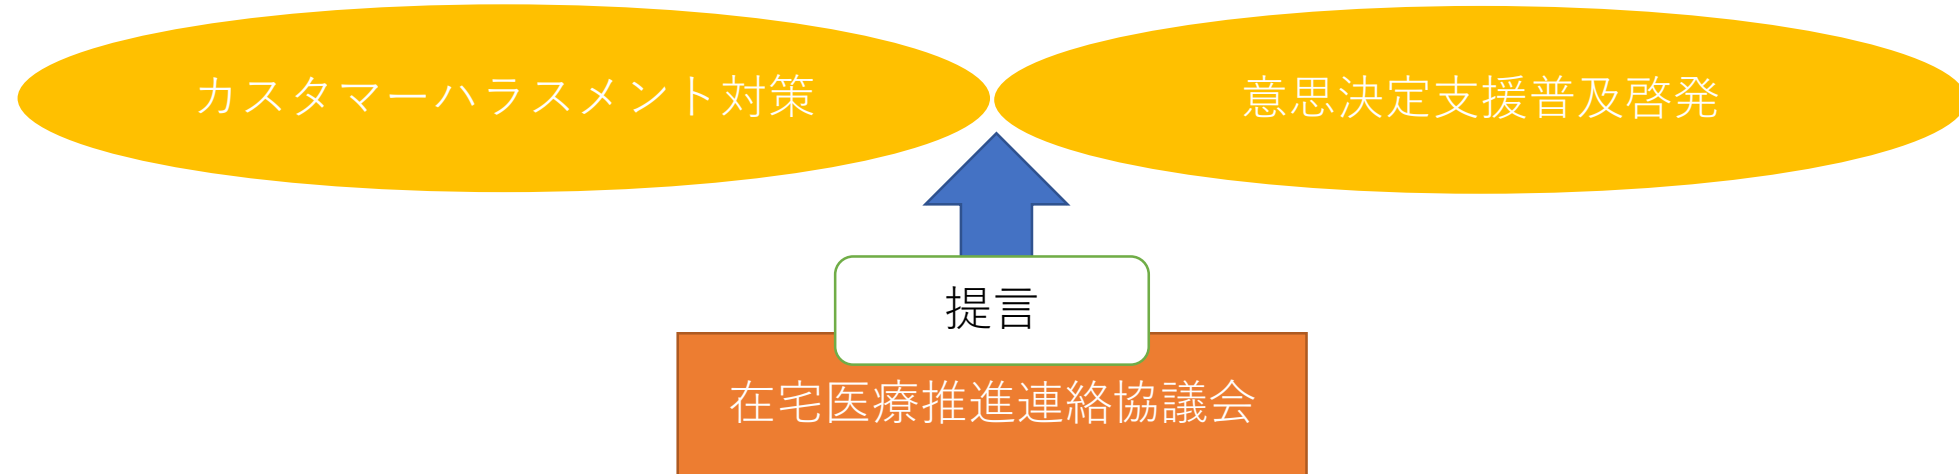 カスタマーハラスメント対策
意思決定支援普及啓発
提言
在宅医療推進連絡協議会